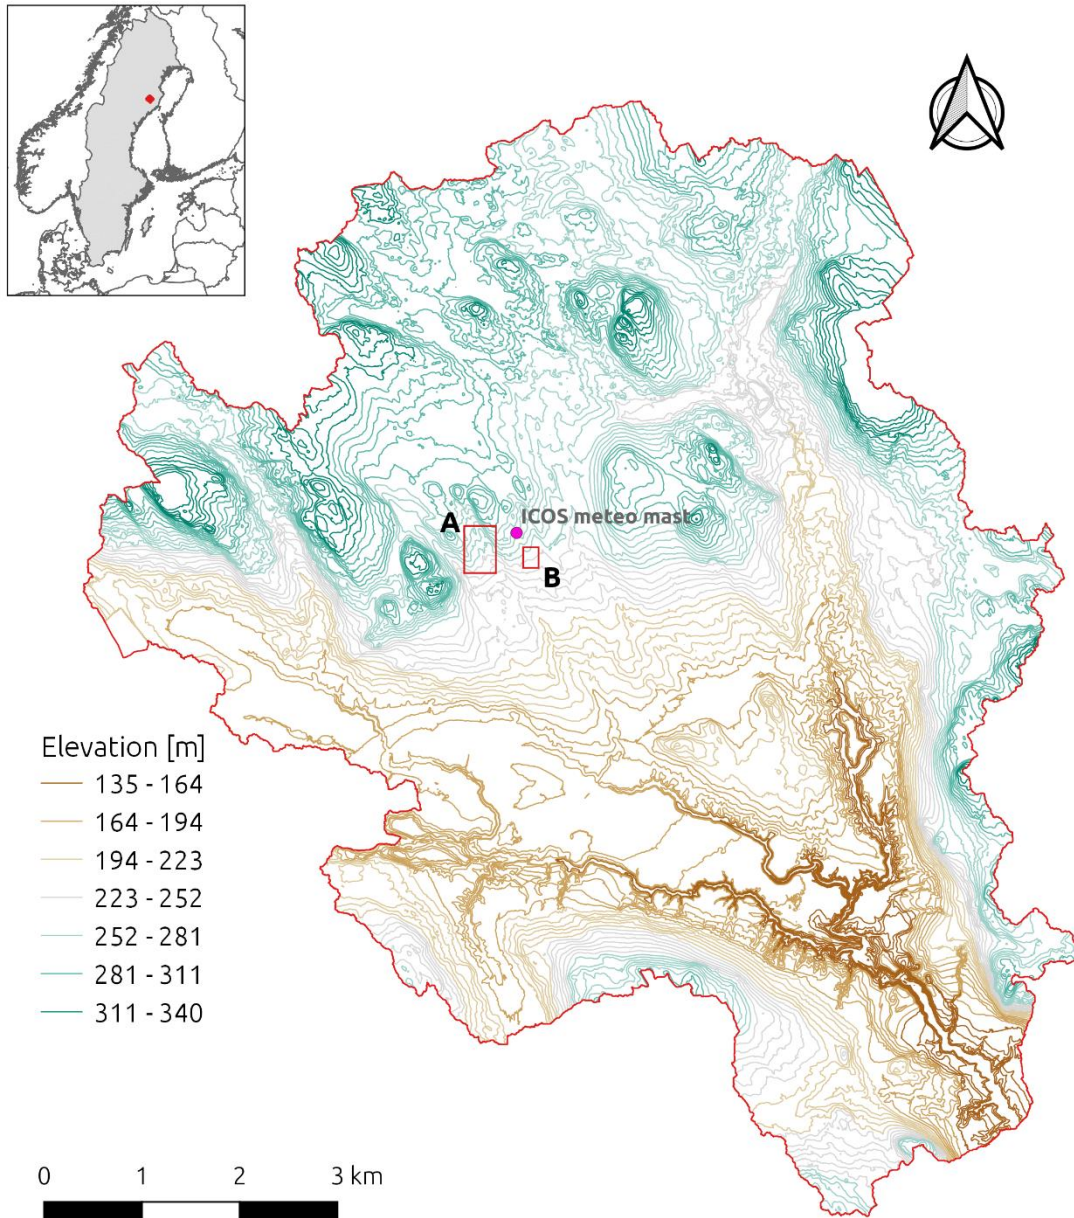 ICOS meteo mast
A
B
Elevation [m]
135 - 164
164 - 194
194 - 223
223 - 252
252 - 281
281 - 311
311 - 340
0 1 2 3 km